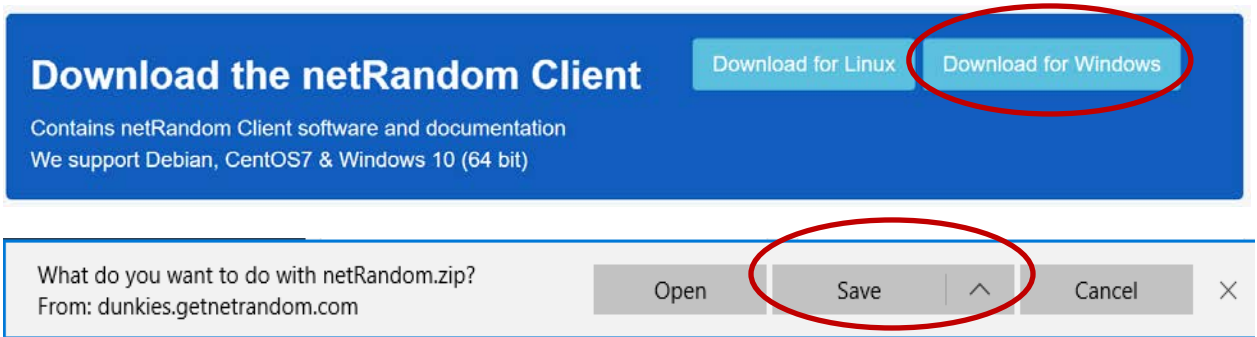 Download the netRandom Client
Download for Linux
Download for Windows
Contains netRandom Client software and documentation
We support Debian, CentOS7 & Windows 10 (64 bit)
What do you want to do with netRandom.zip?
From: dunkies.getnetrandom.com
Open
Save
Cancel